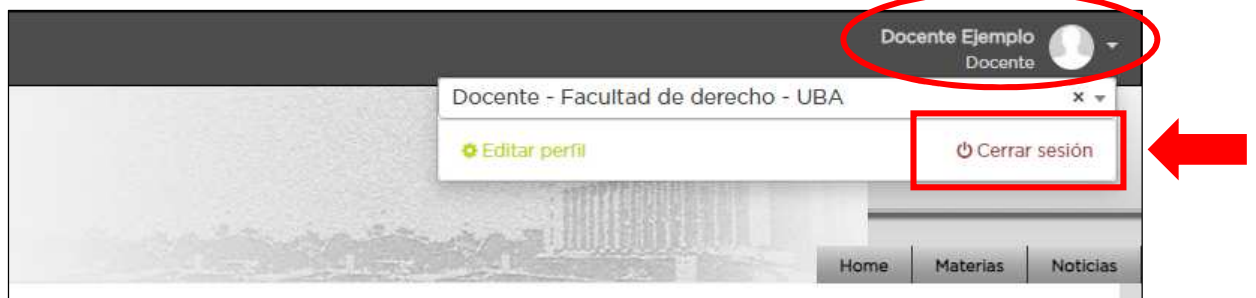 Docente Ejemplo
Docente
Docente - Facultad de derecho - UBA
Editar perfil
Cerrar sesión
Home Materias Noticias